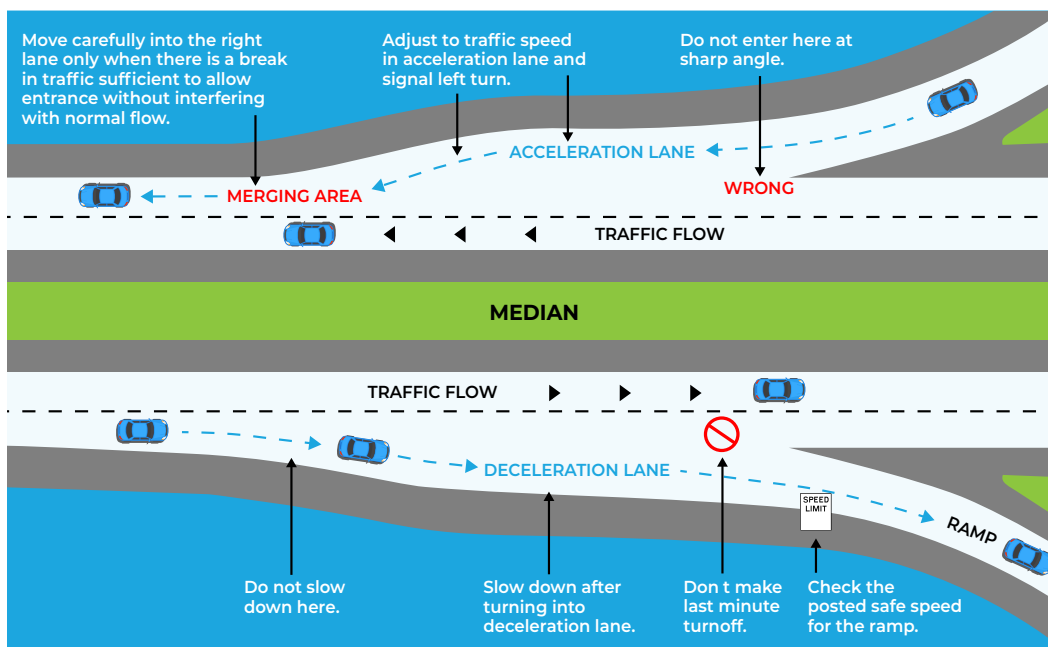 Move carefully into the right
lane only when there is a break
in traffic sufficient to allow
entrance without interfering
with normal flow.
Adjust to traffic speed
in acceleration lane and
signal left turn.
Do not enter here at
sharp angle.
ACCELERATION LANE
MERGING AREA
WRONG
TRAFFIC FLOW
MEDIAN
TRAFFIC FLOW
DECELERATION LANE
SPEED
LIMIT
RAMP
Do not slow
down here.
Slow down after
turning into
deceleration lane.
Don t make
last minute
turnoff.
Check the
posted safe speed
for the ramp.